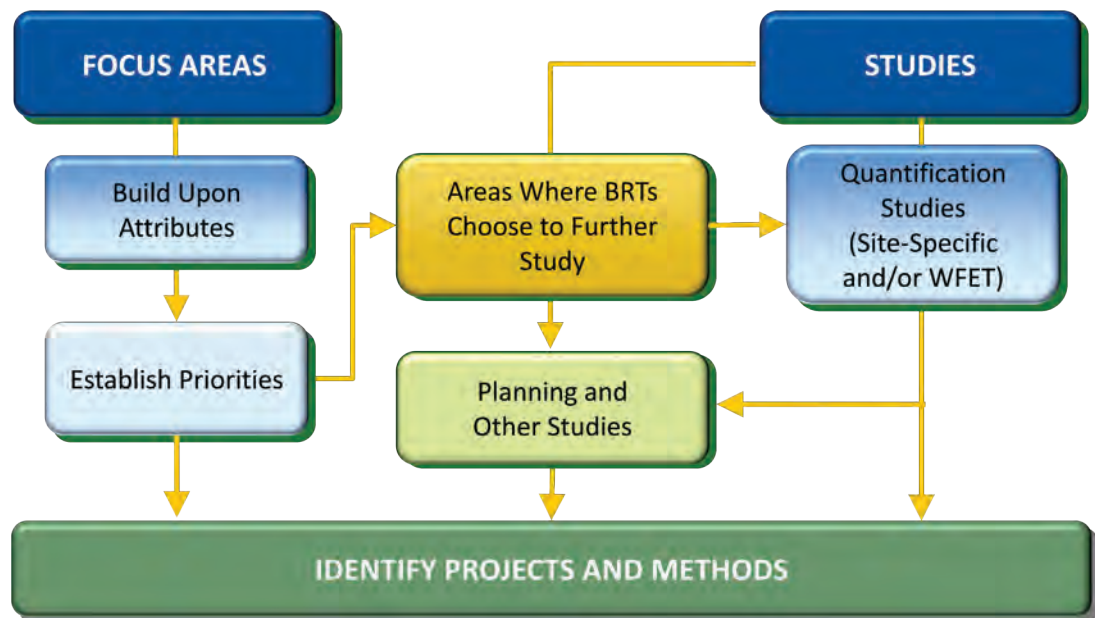 FOCUS AREAS
Build Upon
Attributes
Establish Priorities
Areas Where BRTs
Choose to Further
Study
Planning and
Other Studies
STUDIES
Quantification
Studies
(Site-Specific
and/or WFET)
IDENTIFY PROJECTS AND METHODS